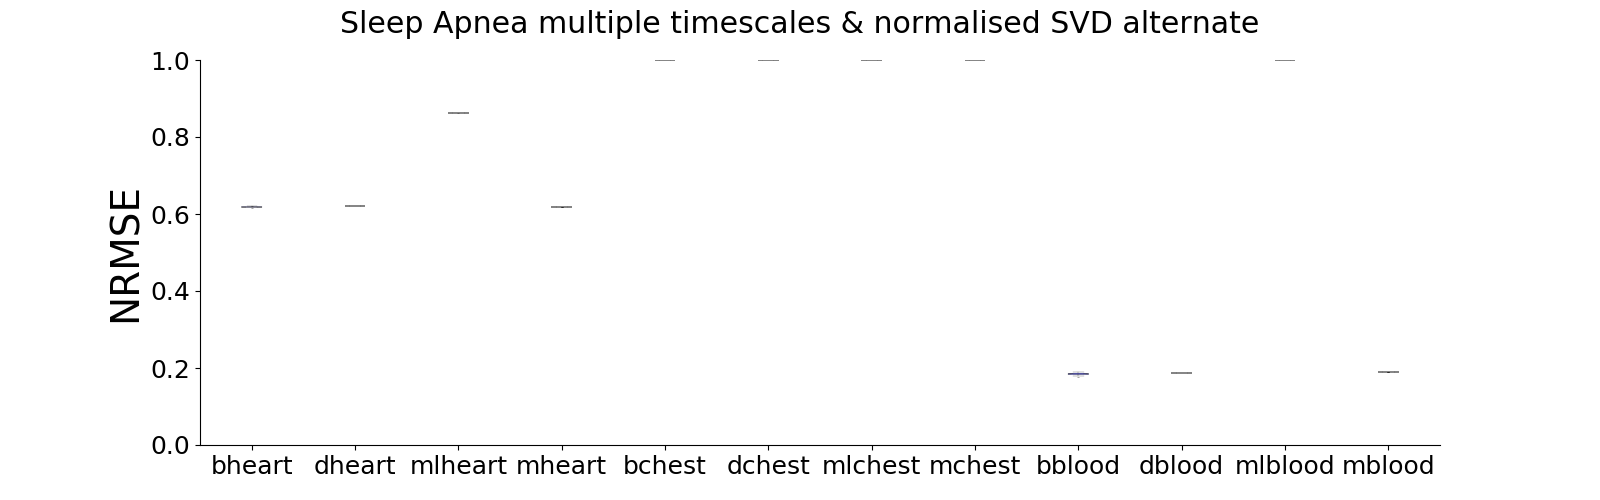 Sleep Apnea multiple timescales & normalised SVD alternate
NRMSE
1.0
0.8
0.6
0.4
0.2
0.0
bheart dheart mlheart mheart bchest dchest mlchest mchest bblood dblood mlblood mblood